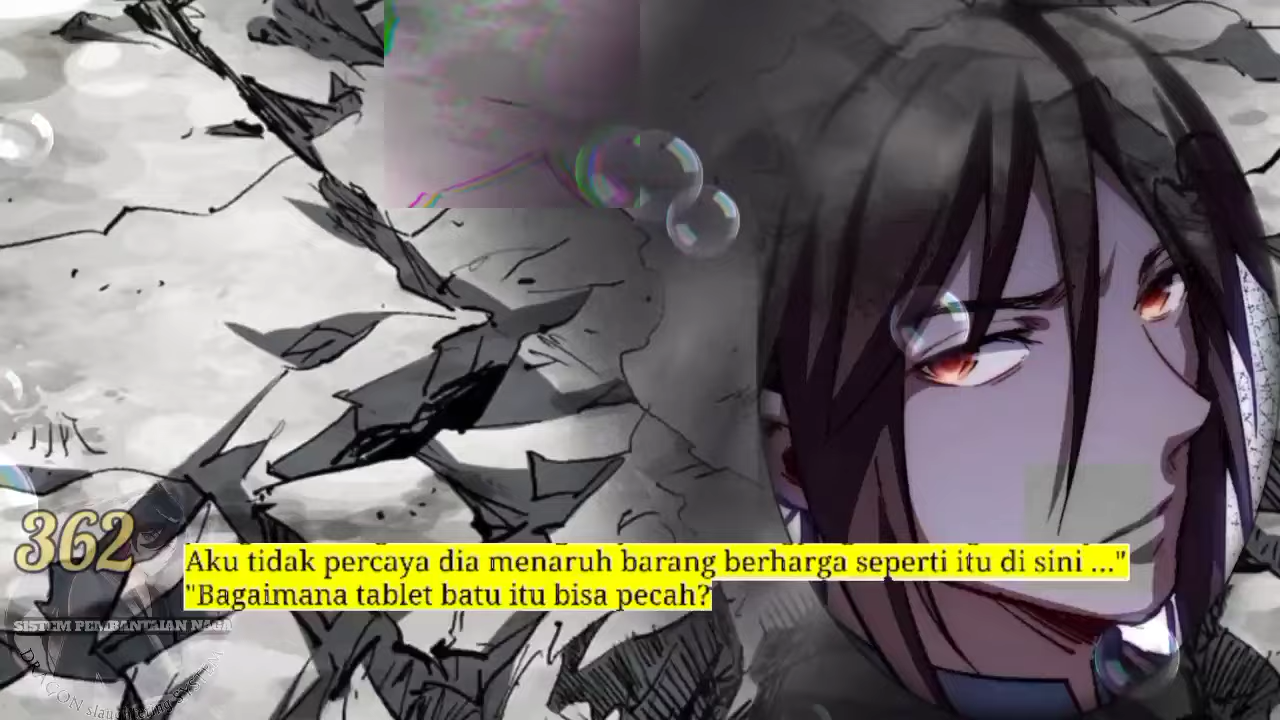 362
Aku tidak percaya dia menaruh barang berharga seperti itu di sini ..."
"Bagaimana tablet batu itu bisa pecah?
SISTEM PEMBANTAIAN NAGA
DRAGON